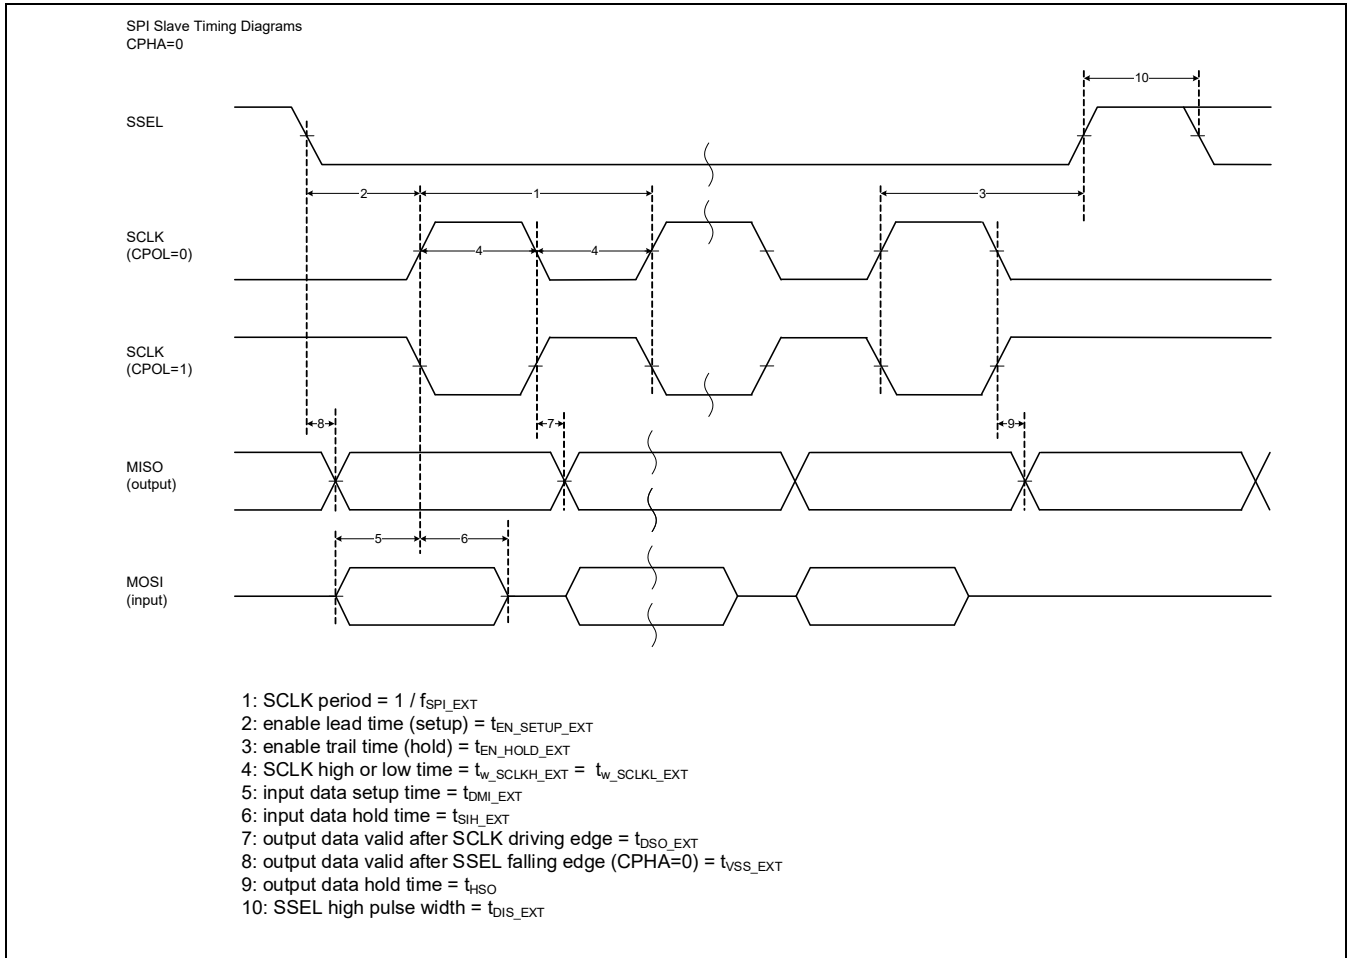 SPI Slave Timing Diagrams
CPHA=0
10
SSEL
2
1
3
SCLK
(CPOL=0)
4
4
SCLK
(CPOL=1)
8
7
9
MISO
(output)
5
6
MOSI
(input)
1: SCLK period = 1 / fSPI_EXT
2: enable lead time (setup) = tEN_SETUP_EXT
3: enable trail time (hold) = tEN_HOLD_EXT
4: SCLK high or low time = tw_SCLKH_EXT = tw_SCLKL_EXT
5: input data setup time = tDMI_EXT
6: input data hold time = tSIH_EXT
7: output data valid after SCLK driving edge = tDSO_EXT
8: output data valid after SSEL falling edge (CPHA=0) = tVSS_EXT
9: output data hold time = tHSO
10: SSEL high pulse width = tDIS_EXT